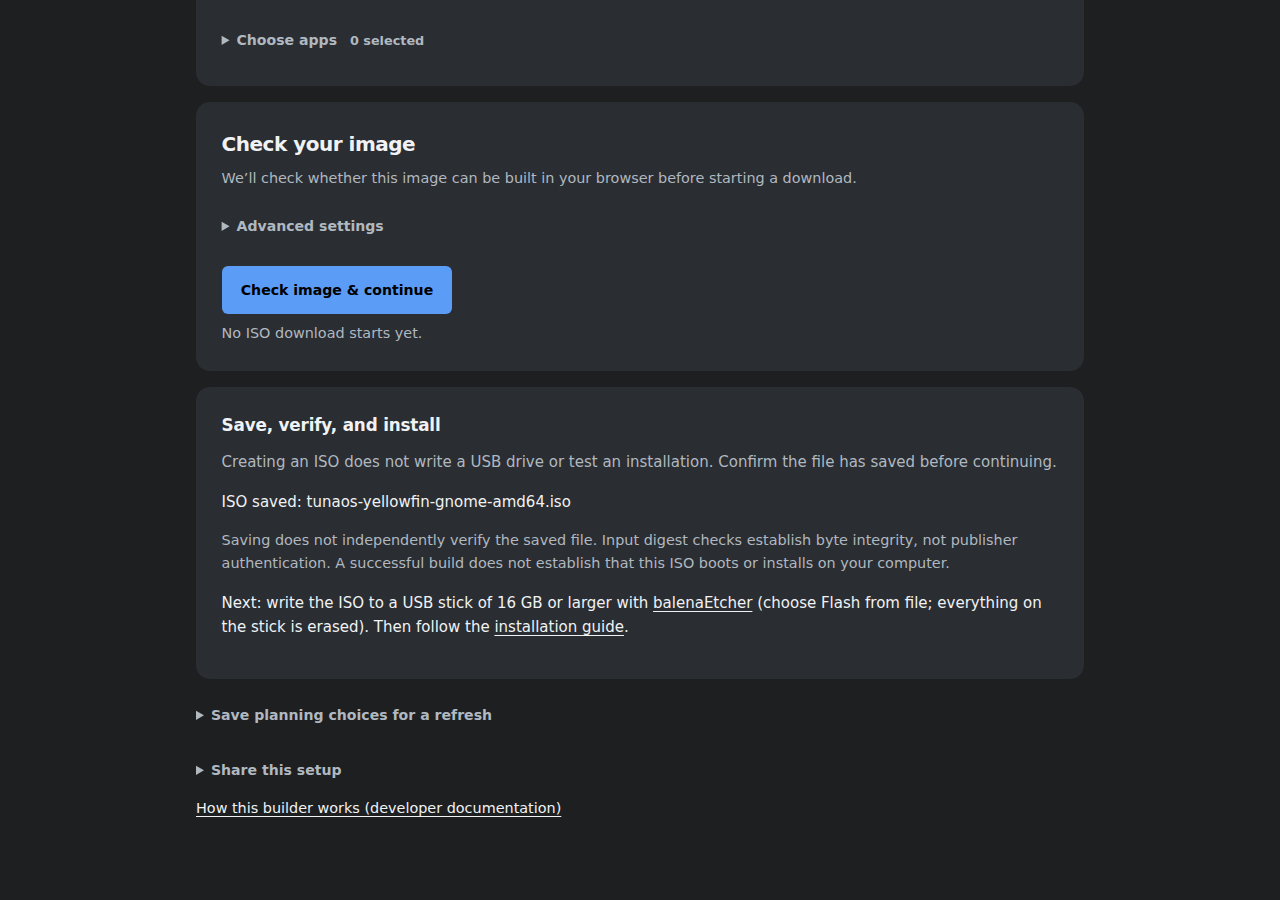 Choose apps 0 selected
Check your image
We’ll check whether this image can be built in your browser before starting a download.
Advanced settings
Check image & continue
No ISO download starts yet.
Save, verify, and install
Creating an ISO does not write a USB drive or test an installation. Confirm the file has saved before continuing.
ISO saved: tunaos-yellowfin-gnome-amd64.iso
Saving does not independently verify the saved file. Input digest checks establish byte integrity, not publisher
authentication. A successful build does not establish that this ISO boots or installs on your computer.
Next: write the ISO to a USB stick of 16 GB or larger with balenaEtcher (choose Flash from file; everything on
the stick is erased). Then follow the installation guide.
Save planning choices for a refresh
Share this setup
How this builder works (developer documentation)